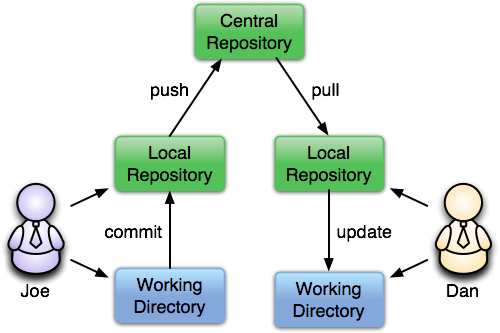 Central
Repository
push
pull
Local
Repository
Local
Repository
commit
update
Joe
Working
Directory
Working
Directory
Dan